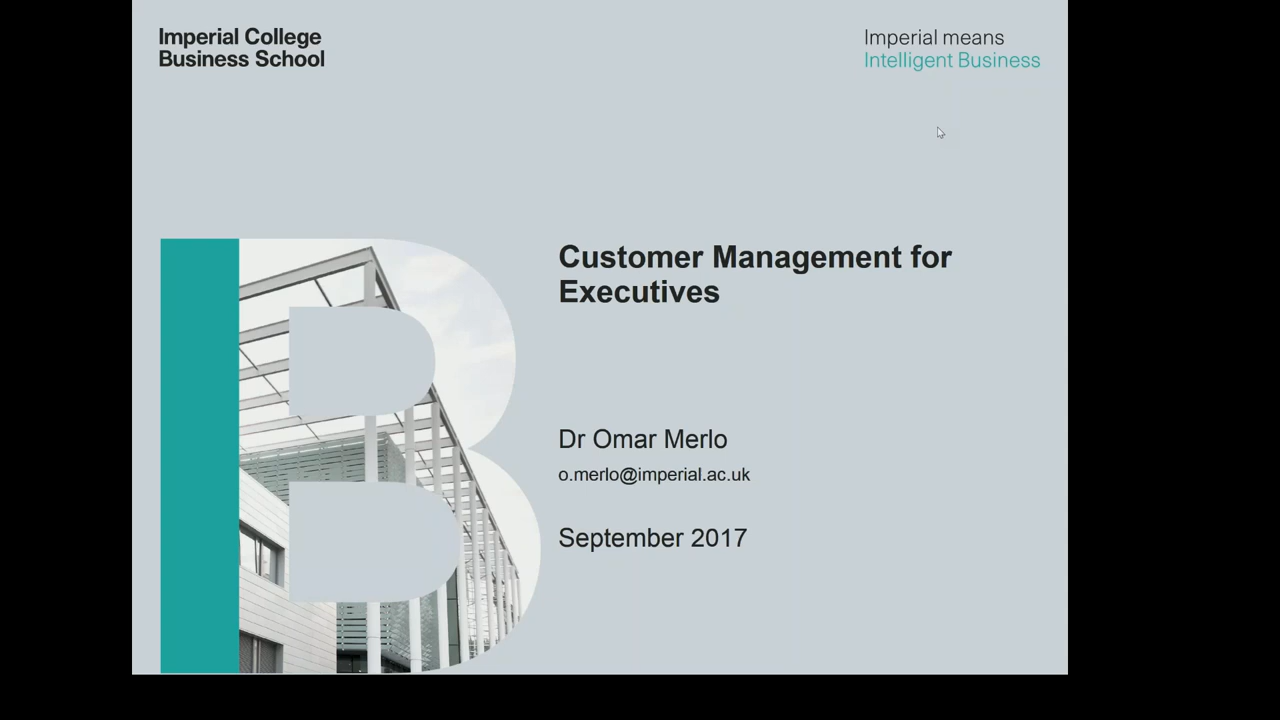 Imperial College
Business School
Imperial means
Intelligent Business
Customer Management for
Executives
Dr Omar Merlo
o.merlo@imperial.ac.uk
September 2017